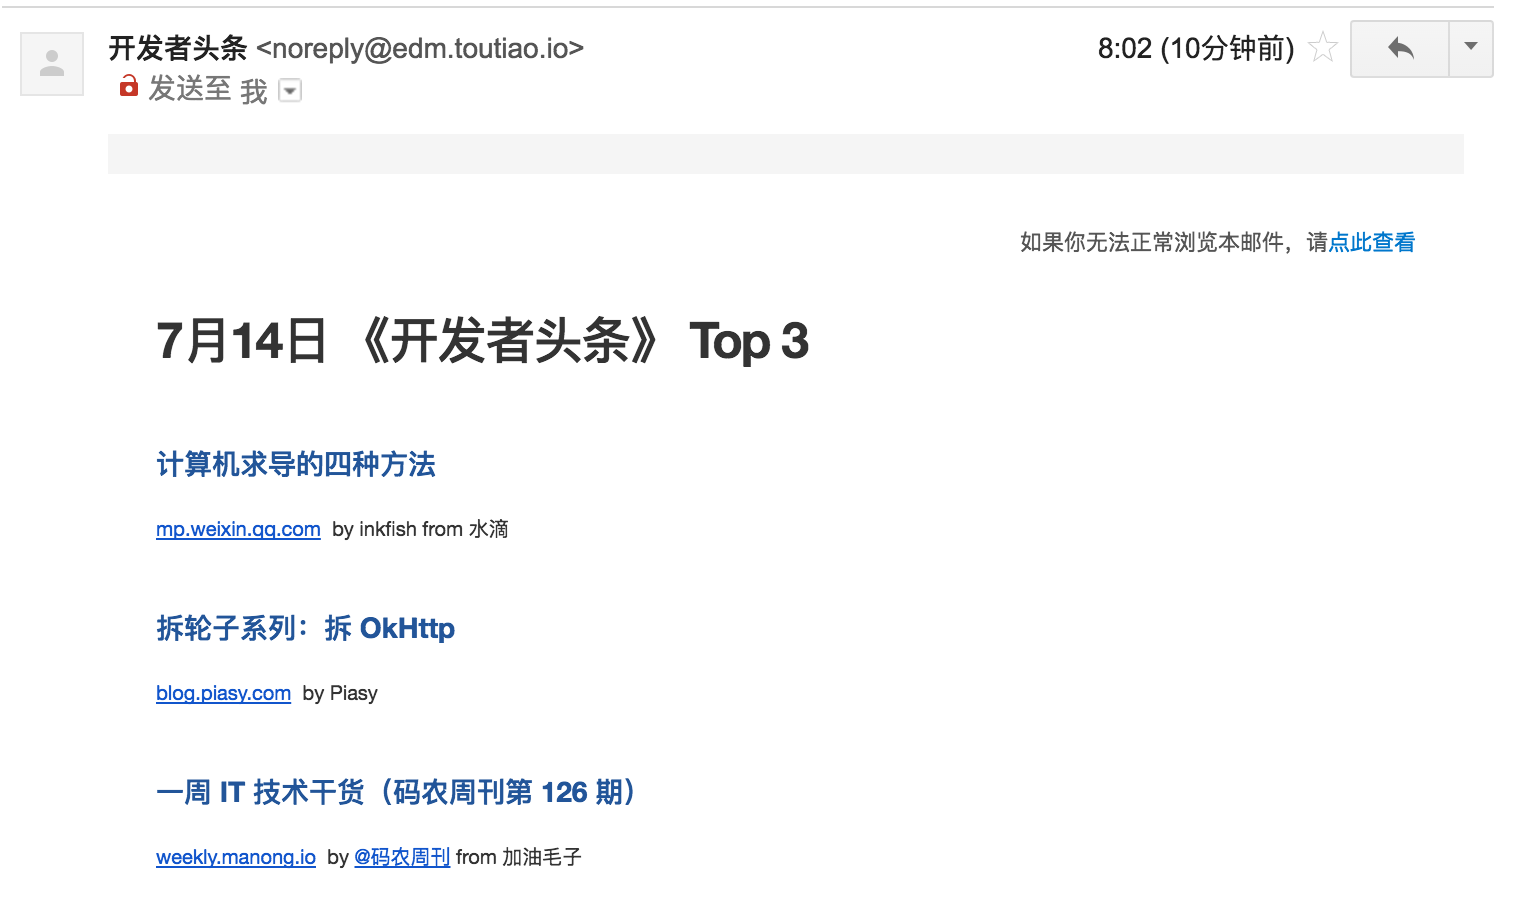 开发者头条 <noreply@edm.toutiao.io>
8:02 (10分钟前)
发送至 我
如果你无法正常浏览本邮件，请点此查看
7月14日 《开发者头条》 Top 3
计算机求导的四种方法
mp.weixin.qq.com by inkfish from 水滴
拆轮子系列：拆 OkHttp
blog.piasy.com by Piasy
一周 IT 技术干货（码农周刊第 126 期）
weekly.manong.io by @码农周刊 from 加油毛子